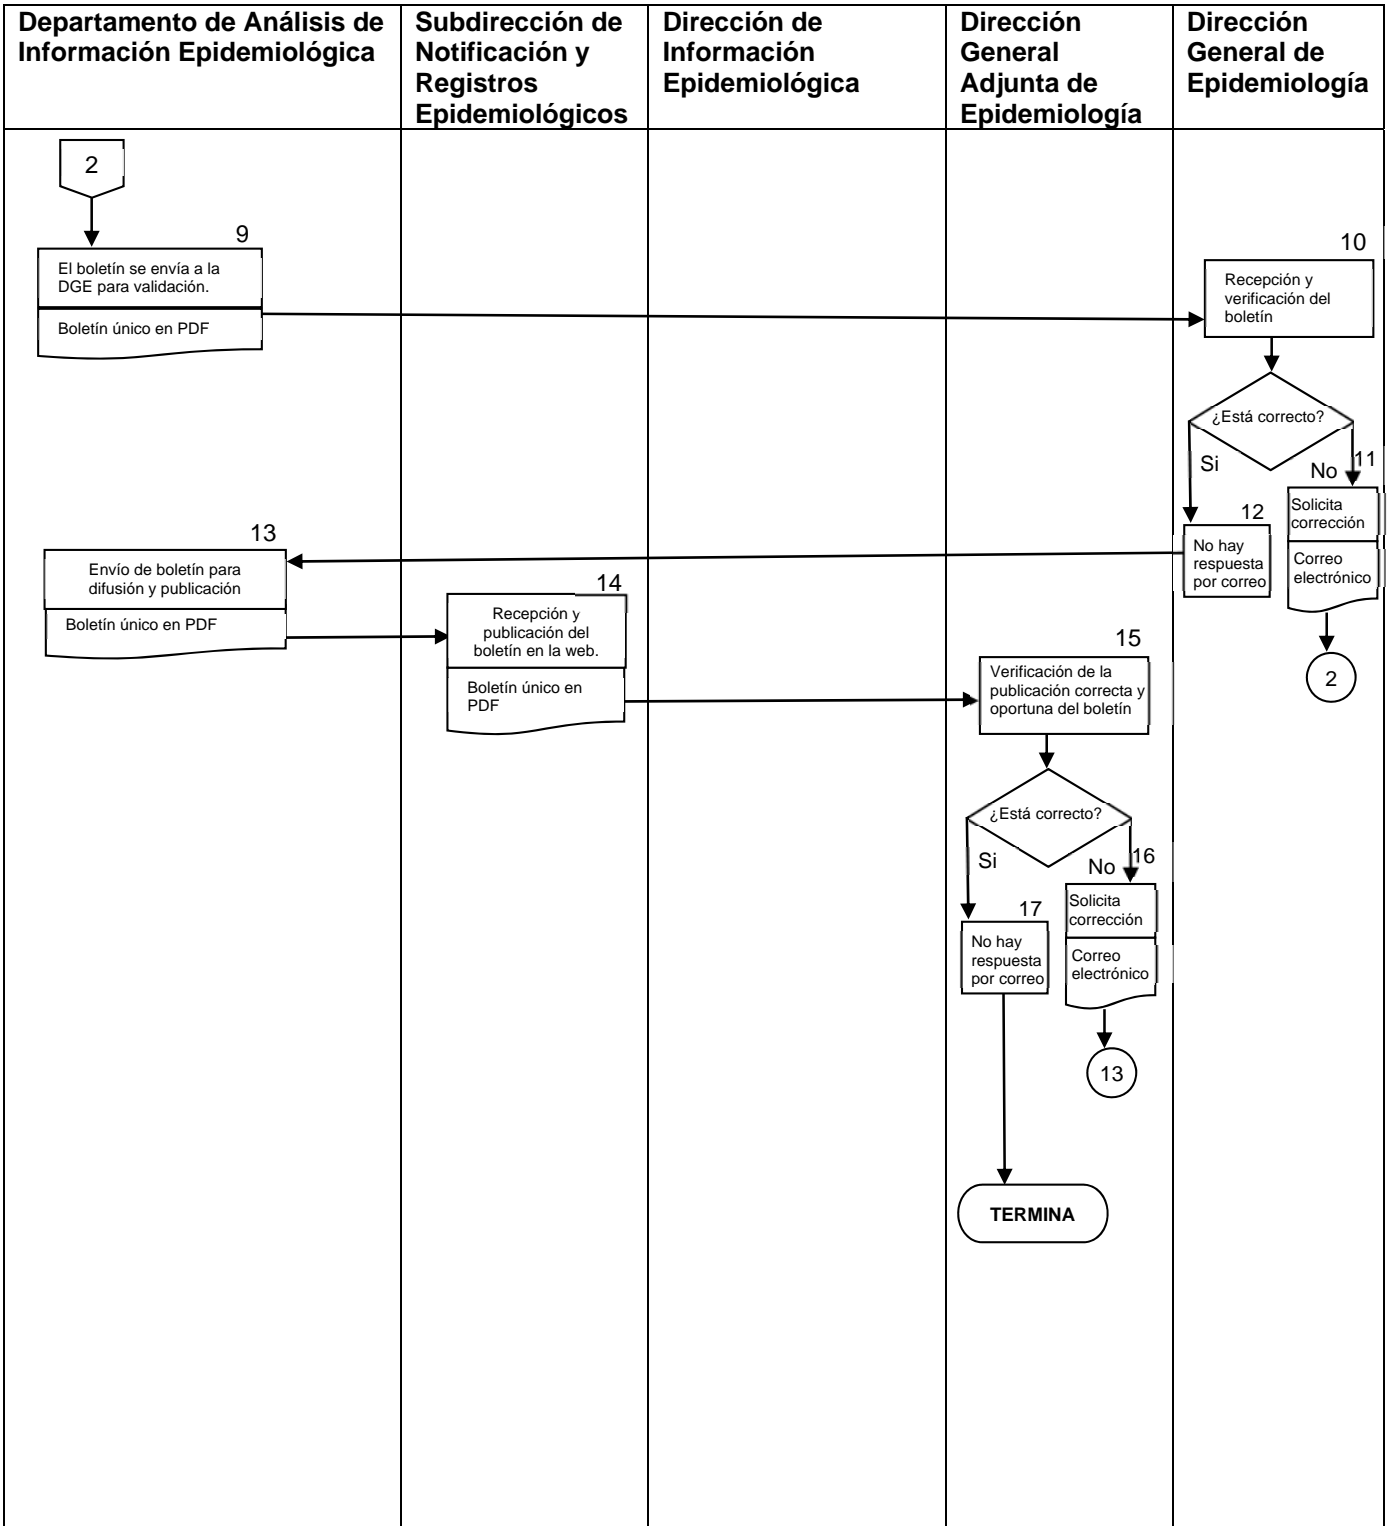 Departamento de Análisis de
Información Epidemiológica
Subdirección de
Notificación y
Registros
Epidemiológicos
Dirección de
Información
Epidemiológica
Dirección
General
Adjunta de
Epidemiología
Dirección
General de
Epidemiología
2
9
El boletín se envía a la
DGE para validación.
Boletín único en PDF
10
Recepción y
verificación del
boletín
¿Está correcto?
Si
No
11
Solicita
corrección
Correo
electrónico
2
12
No hay
respuesta
por correo
13
Envío de boletín para
difusión y publicación
Boletín único en PDF
14
Recepción y
publicación del
boletín en la web.
Boletín único en
PDF
15
Verificación de la
publicación correcta y
oportuna del boletín
¿Está correcto?
Si
No
16
Solicita
corrección
Correo
electrónico
13
17
No hay
respuesta
por correo
TERMINA